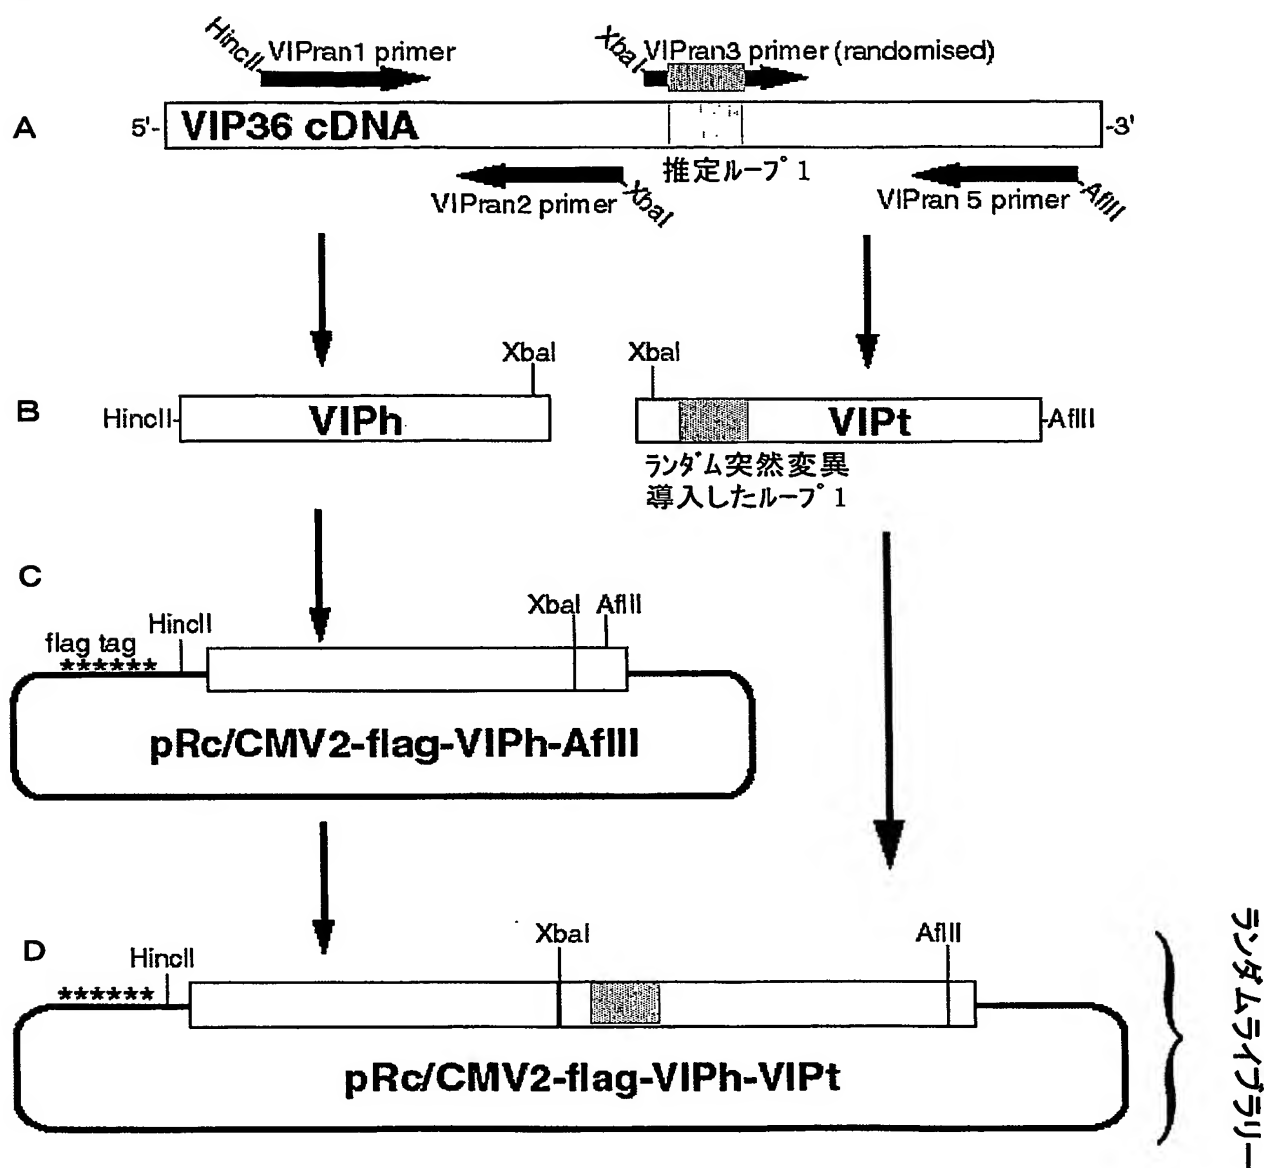 HincII
VIPran1 primer
XbaI
VIPran3 primer (randomised)
A
5'-
VIP36 cDNA
-3'
推定ループ1
VIPran2 primer
XbaI
VIPran 5 primer
AflII
XbaI
XbaI
B
HincII
VIPh
VIPt
AflII
ランダム突然変異
導入したループ1
C
flag tag
******
HincII
XbaI
AflII
pRc/CMV2-flag-VIPh-AflII
D
******
HincII
XbaI
AflII
pRc/CMV2-flag-VIPh-VIPt
ランダムライブラリー